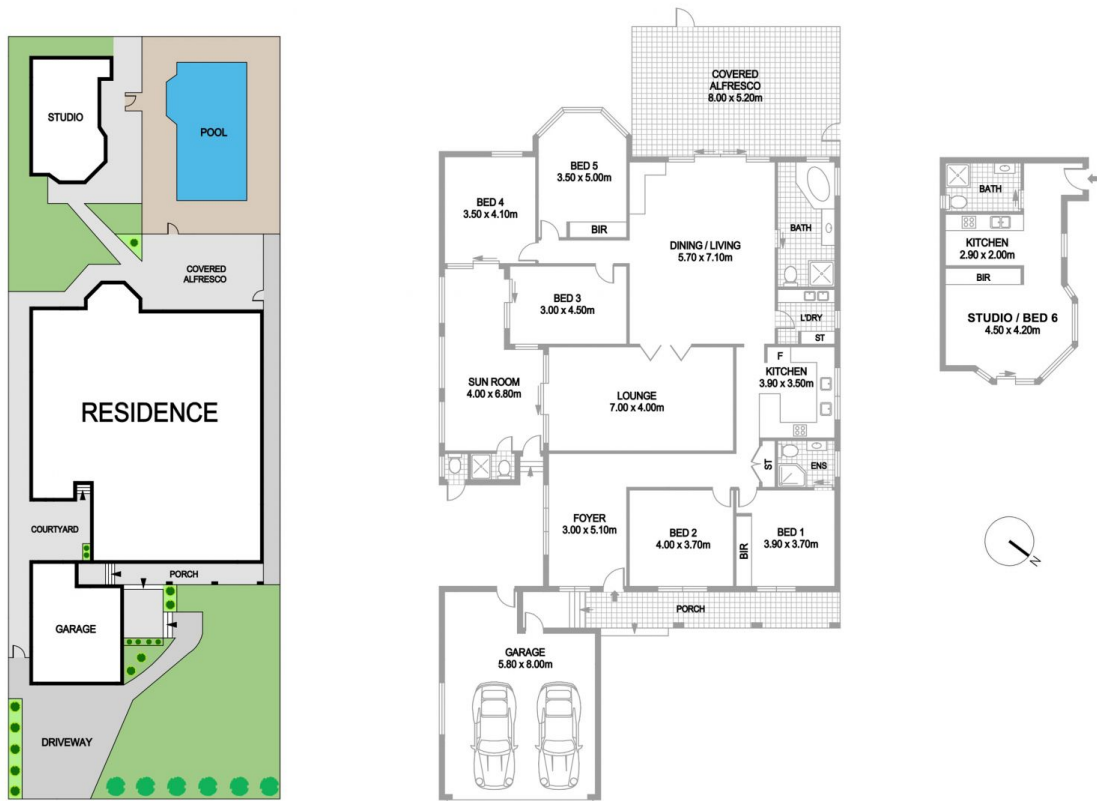 STUDIO
POOL
COVERED
ALFRESCO
RESIDENCE
COURTYARD
PORCH
GARAGE
DRIVEWAY
COVERED
ALFRESCO
8.00 x 5.20m
BED 5
3.50 x 5.00m
BIR
BED 4
3.50 x 4.10m
DINING / LIVING
5.70 x 7.10m
BATH
BED 3
3.00 x 4.50m
L'DRY
ST
SUN ROOM
4.00 x 6.80m
LOUNGE
7.00 x 4.00m
F
KITCHEN
3.90 x 3.50m
ST
ENS
FOYER
3.00 x 5.10m
BED 2
4.00 x 3.70m
BIR
BED 1
3.90 x 3.70m
PORCH
GARAGE
5.80 x 8.00m
BATH
KITCHEN
2.90 x 2.00m
BIR
STUDIO / BED 6
4.50 x 4.20m
N